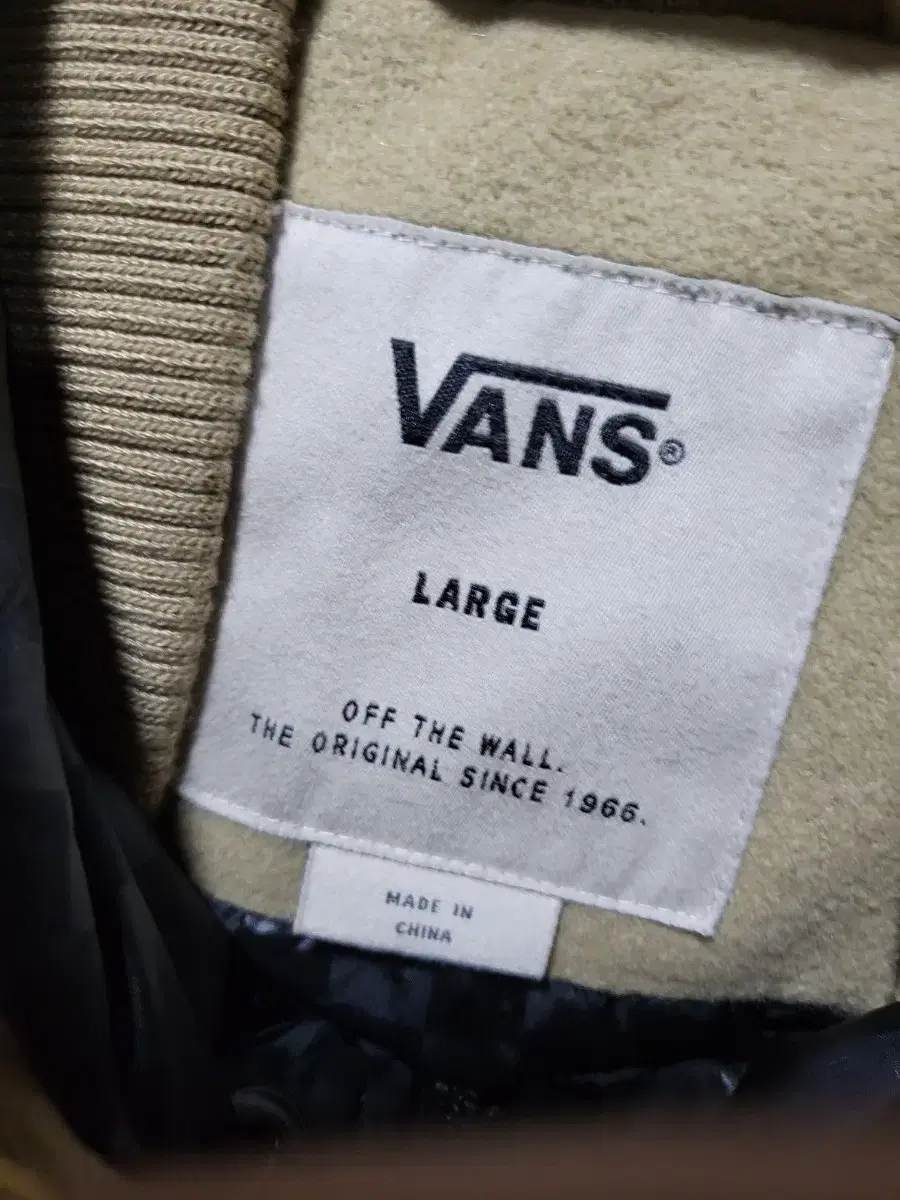 VANS®
LARGE
OFF THE WALL.
THE ORIGINAL SINCE 1966.
MADE IN
CHINA